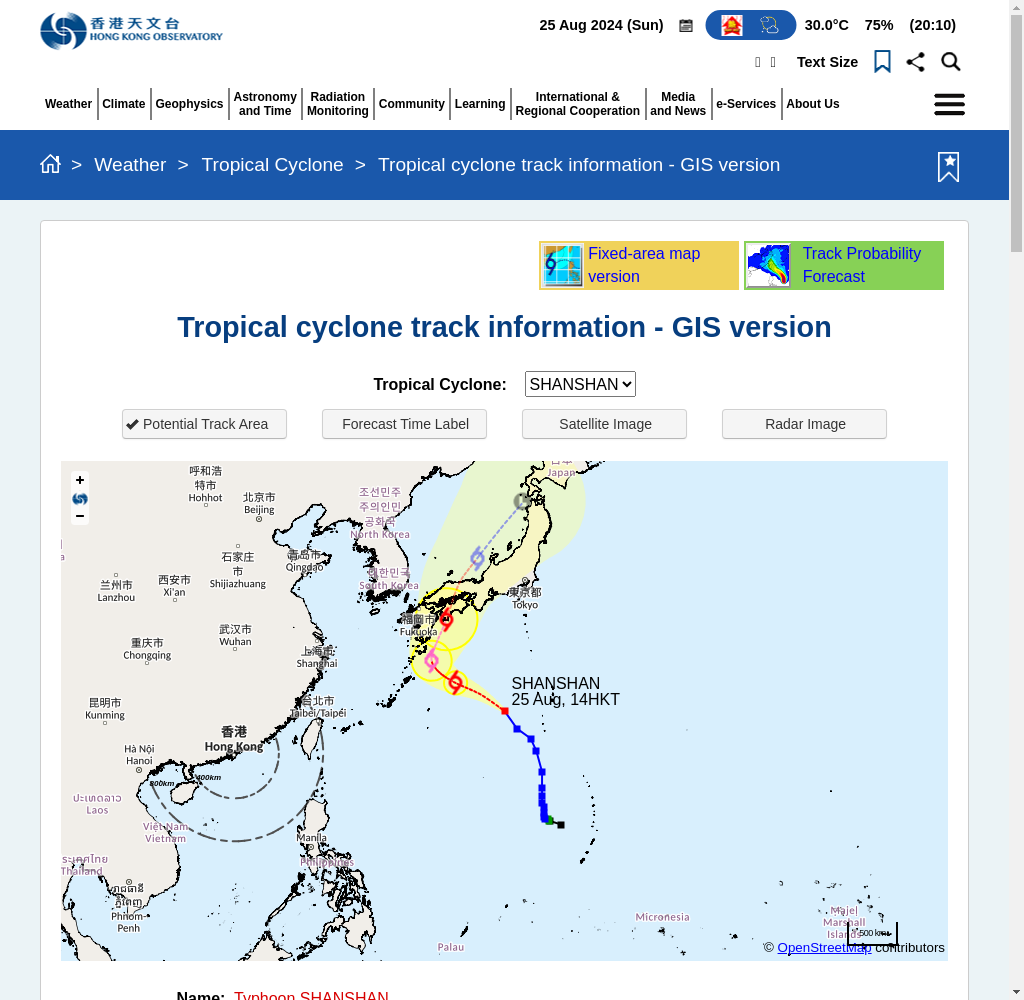 香港天文台
HONG KONG OBSERVATORY
25 Aug 2024 (Sun)
30.0°C 75% (20:10)
Text Size
Weather
Climate
Geophysics
Astronomy
and Time
Radiation
Monitoring
Community
Learning
International &
Regional Cooperation
Media
and News
e-Services
About Us
> Weather > Tropical Cyclone > Tropical cyclone track information - GIS version
Fixed-area map
version
Track Probability
Forecast
Tropical cyclone track information - GIS version
Tropical Cyclone: SHANSHAN
Potential Track Area
Forecast Time Label
Satellite Image
Radar Image
+
−
呼和浩
特市
Hohhot
北京市
Beijing
조선민주
주의인민
공화국
North Korea
日本
Japan
石家庄
市
Shijiazhuang
青岛市
Qingdao
대한민국
South Korea
兰州市
Lanzhou
西安市
Xi'an
東京都
Tokyo
福岡市
Fukuoka
武汉市
Wuhan
重庆市
Chongqing
上海市
Shanghai
SHANSHAN
25 Aug, 14HKT
昆明市
Kunming
台北市
Taibei/Taipei
香港
Hong Kong
Hà Nội
Hanoi
800km
400km
ປະເທດລາວ
Laos
Việt Nam
Vietnam
Manila
Philippines
ประเทศไทย
Thailand
រាជធានី
ភ្នំពេញ
Phnom-
Penh
Palau
Micronesia
Majeļ
Marshall
Islands
500 km
© OpenStreetMap contributors
Name: Typhoon SHANSHAN